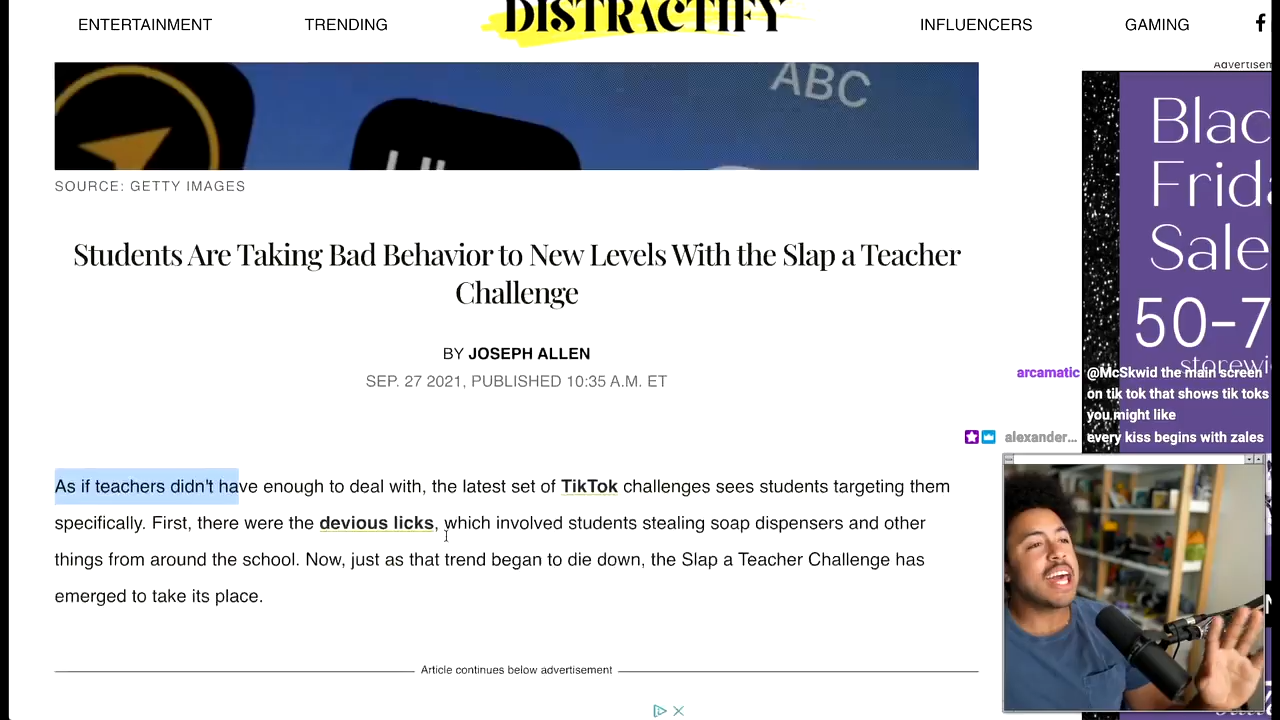 ENTERTAINMENT
TRENDING
DISTRACTIFY
INFLUENCERS
GAMING
ABC
SOURCE: GETTY IMAGES
Students Are Taking Bad Behavior to New Levels With the Slap a Teacher
Challenge
BY JOSEPH ALLEN
SEP. 27 2021, PUBLISHED 10:35 A.M. ET
As if teachers didn't have enough to deal with, the latest set of TikTok challenges sees students targeting them
specifically. First, there were the devious licks, which involved students stealing soap dispensers and other
things from around the school. Now, just as that trend began to die down, the Slap a Teacher Challenge has
emerged to take its place.
Article continues below advertisement
Advertisem
Blac
Frida
Sale
50-7
storewi
arcamatic @McSkwid the main screen
on tik tok that shows tik toks
you might like
alexander... every kiss begins with zales